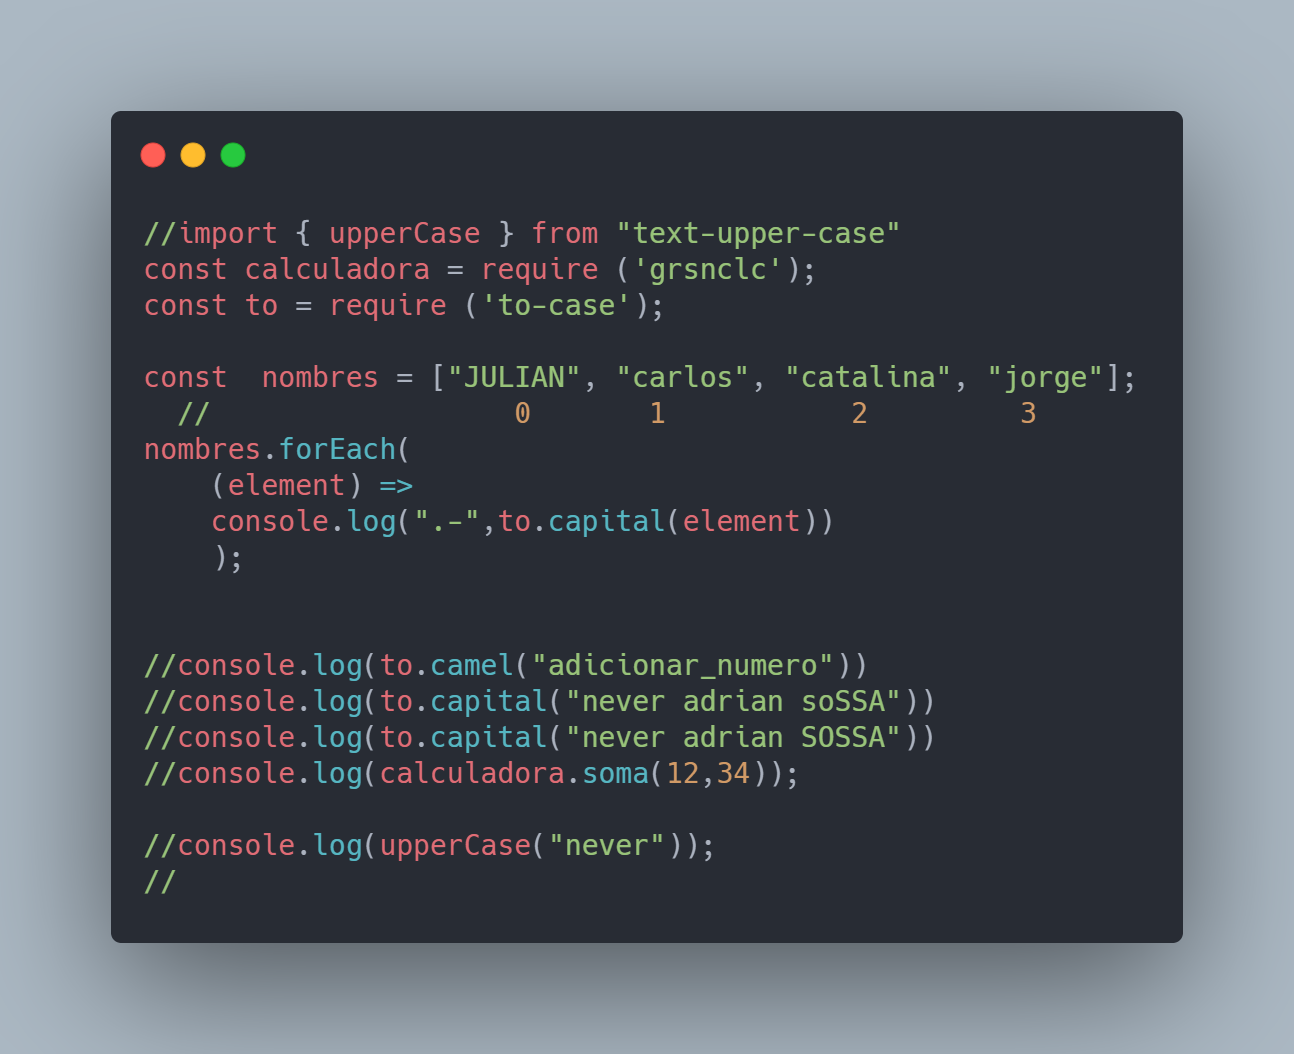 //import { upperCase } from "text-upper-case"
const calculadora = require ('grsnclc');
const to = require ('to-case');

const  nombres = ["JULIAN", "carlos", "catalina", "jorge"];
  //                  0       1           2         3
nombres.forEach(
    (element) =>
    console.log(".-",to.capital(element))
    );


//console.log(to.camel("adicionar_numero"))
//console.log(to.capital("never adrian soSSA"))
//console.log(to.capital("never adrian SOSSA"))
//console.log(calculadora.soma(12,34));

//console.log(upperCase("never"));
//